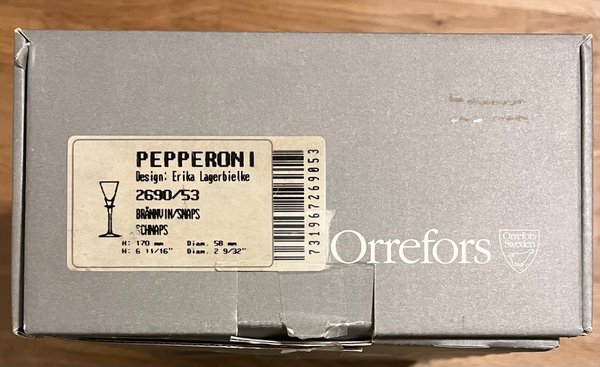 PEPPERONI
Design: Erika Lagerbielke
2690/53
BRÄNNVIN/SNAPS
SCHNAPS
H: 170 mm Diam. 58 mm
H: 6 11/16" Diam. 2 9/32"
731967269053
Orrefors
Orrefors
Sweden